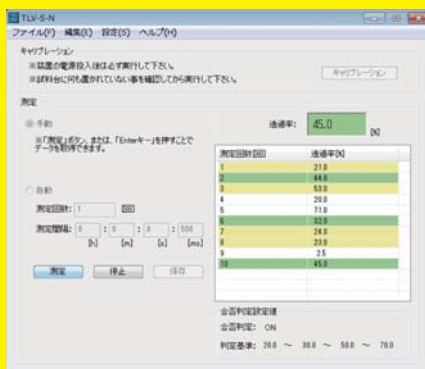 TLV-S-N
ファイル(F) 編集(E) 設定(S) ヘルプ(H)
キャリブレーション
※装置の電源投入後は必ず実行して下さい。
※試料台に何も置かれていない事を確認してから実行して下さい。
キャリブレーション
測定
手動
※「測定」ボタン、または、「Enterキー」を押すことで
データを取得できます。
自動
測定回数: 1 [回]
測定間隔: 0 : 0 : 0 : 500
[h] [m] [s] [ms]
測定 停止 保存
透過率: 45.0 [%]
測定回数[回] 透過率[%]
1 21.0
2 44.0
3 53.0
4 20.0
5 71.0
6 32.0
7 24.0
8 23.0
9 2.5
10 45.0
合否判定設定値
合否判定: ON
判定基準: 20.0 ～ 30.0 ～ 50.0 ～ 70.0